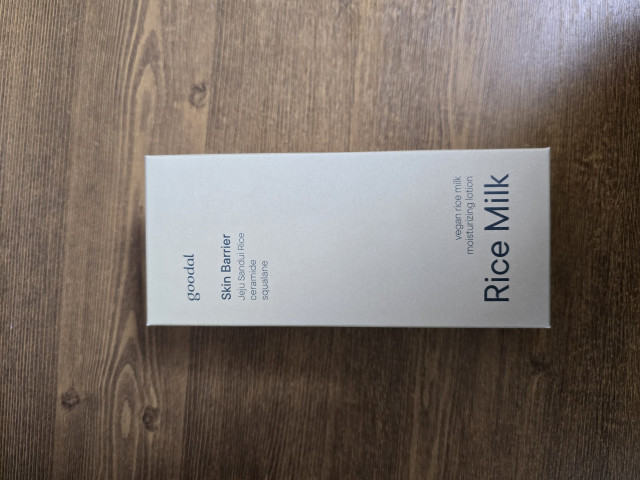 goodal
Skin Barrier
Jeju Sandui Rice
ceramide
squalane
vegan rice milk
moisturizing lotion
Rice Milk